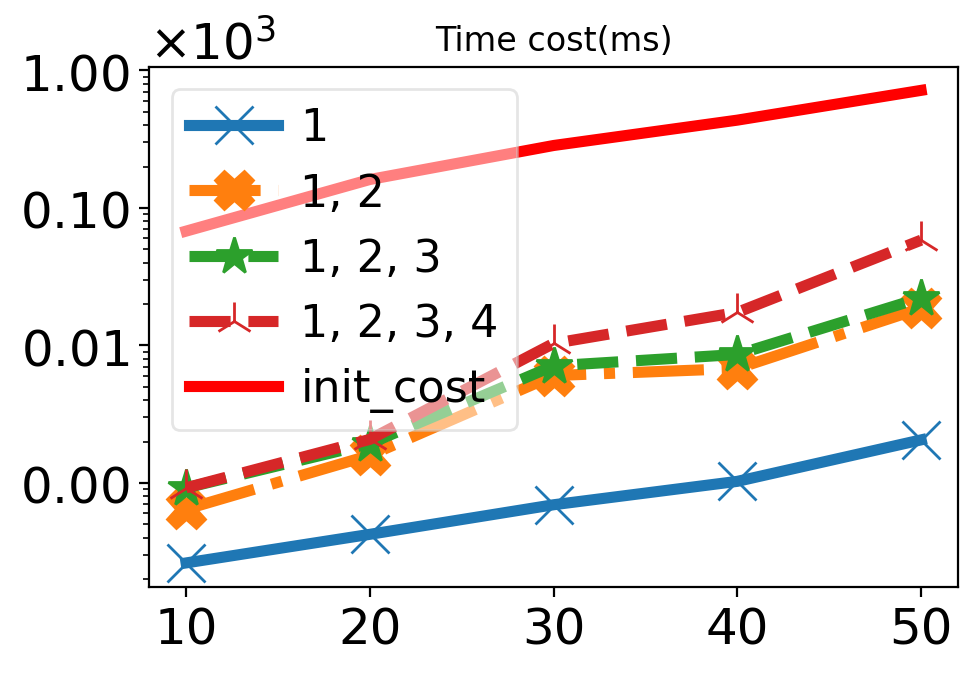 ×10³
Time cost(ms)
1.00
0.10
0.01
0.00
1
1, 2
1, 2, 3
1, 2, 3, 4
init_cost
10 20 30 40 50